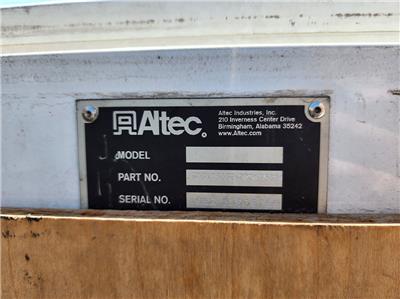 Altec
Altec Industries, Inc.
210 Inverness Center Drive
Birmingham, Alabama 35242
www.Altec.com
MODEL
PART NO.
SERIAL NO.